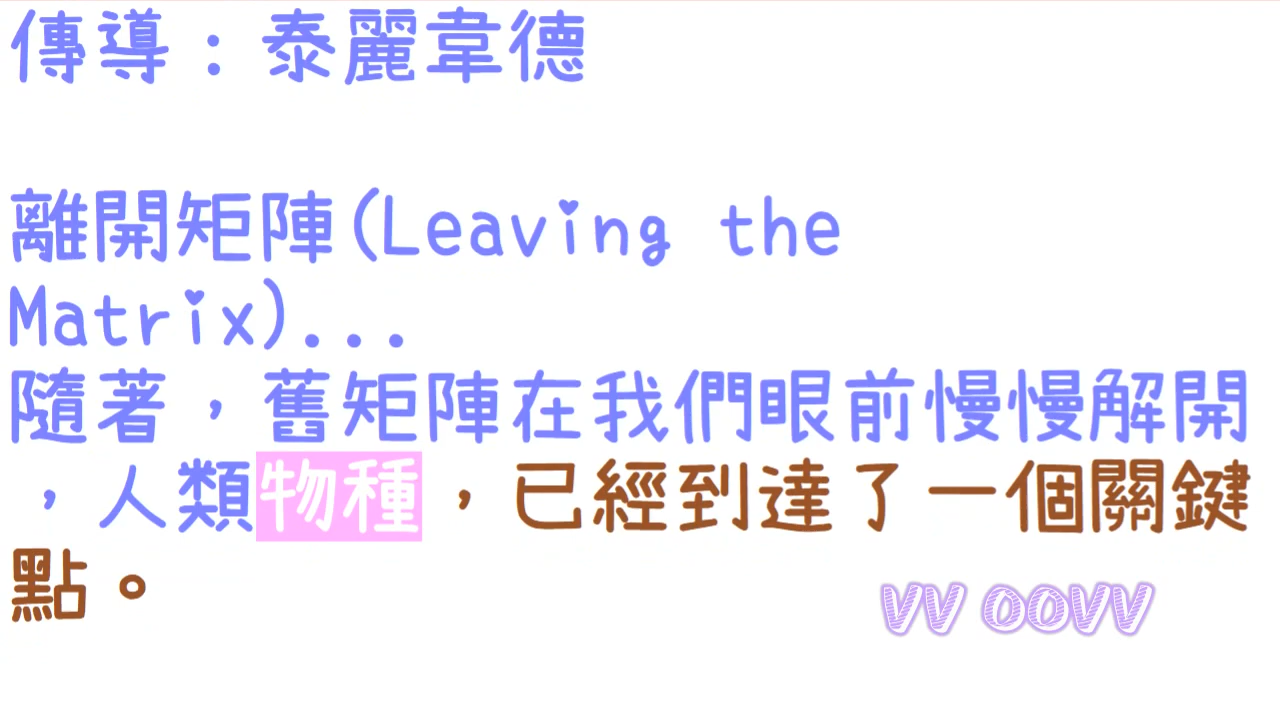 傳導：泰麗韋德
離開矩陣(Leaving the
Matrix)...
隨著，舊矩陣在我們眼前慢慢解開
，人類物種，已經到達了一個關鍵
點。
VV OOVV